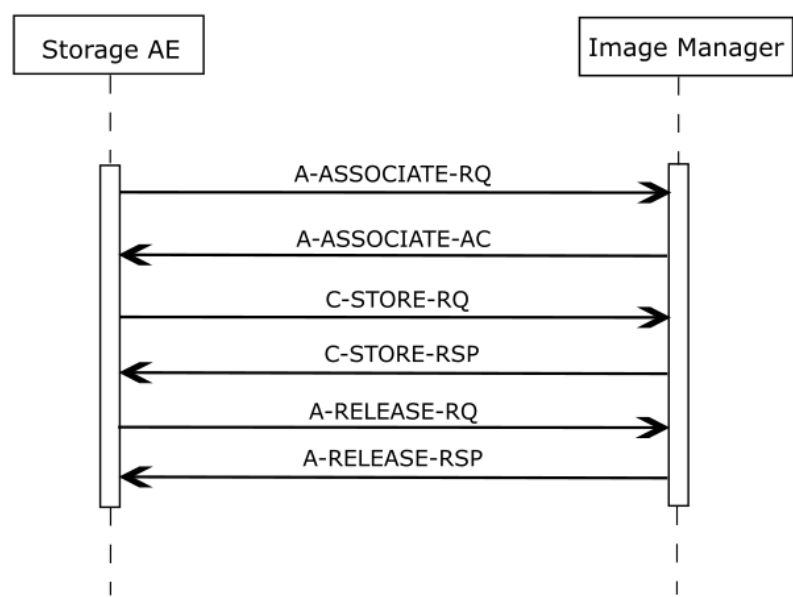 Storage AE
Image Manager
A-ASSOCIATE-RQ
A-ASSOCIATE-AC
C-STORE-RQ
C-STORE-RSP
A-RELEASE-RQ
A-RELEASE-RSP